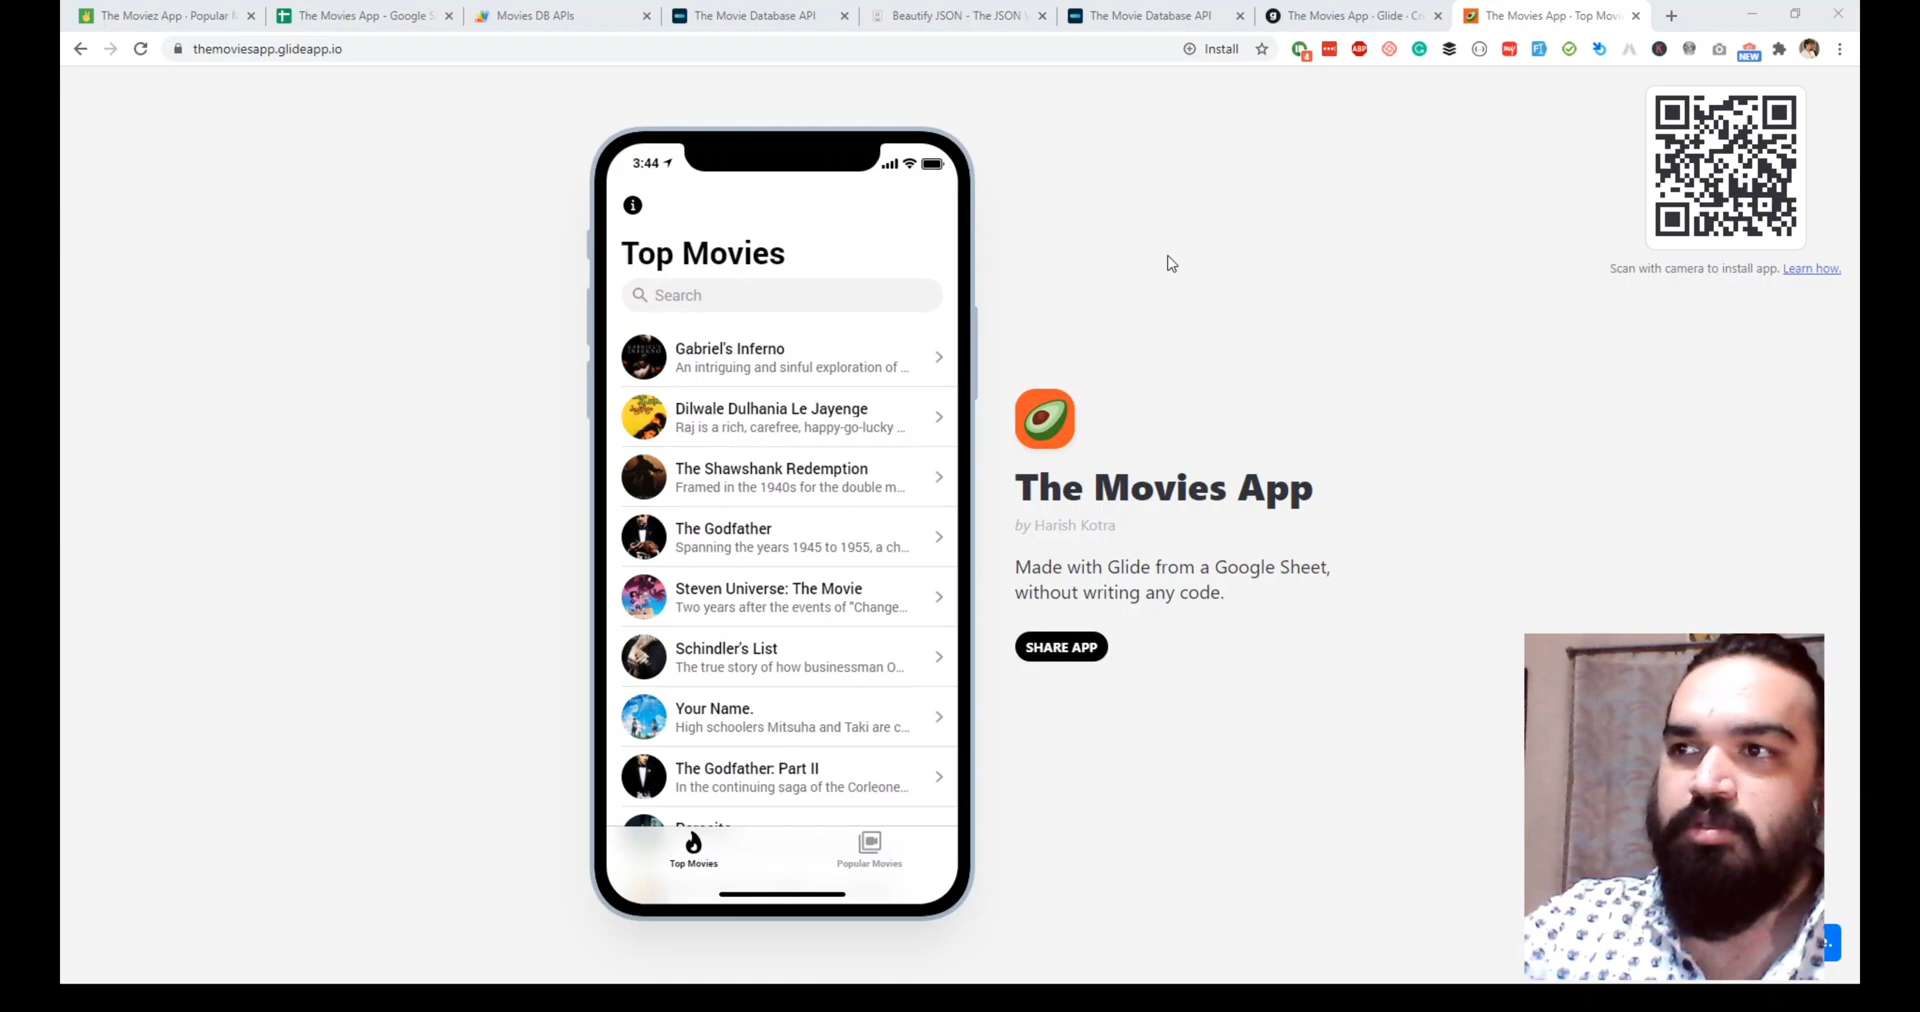 The Moviez App - Popular
The Movies App - Google S
Movies DB APIs
The Movie Database API
Beautify JSON - The JSON
The Movie Database API
The Movies App · Glide · Cr
The Movies App · Top Movi
themoviesapp.glideapp.io
Install
4
ABP
NEW
3:44
i
Top Movies
Search
Gabriel's Inferno
An intriguing and sinful exploration of ...
Dilwale Dulhania Le Jayenge
Raj is a rich, carefree, happy-go-lucky ...
The Shawshank Redemption
Framed in the 1940s for the double m...
The Godfather
Spanning the years 1945 to 1955, a ch...
Steven Universe: The Movie
Two years after the events of "Change...
Schindler's List
The true story of how businessman O...
Your Name.
High schoolers Mitsuha and Taki are c...
The Godfather: Part II
In the continuing saga of the Corleone...
Parasite
Top Movies
Popular Movies
Scan with camera to install app. Learn how.
The Movies App
by Harish Kotra
Made with Glide from a Google Sheet,
without writing any code.
SHARE APP